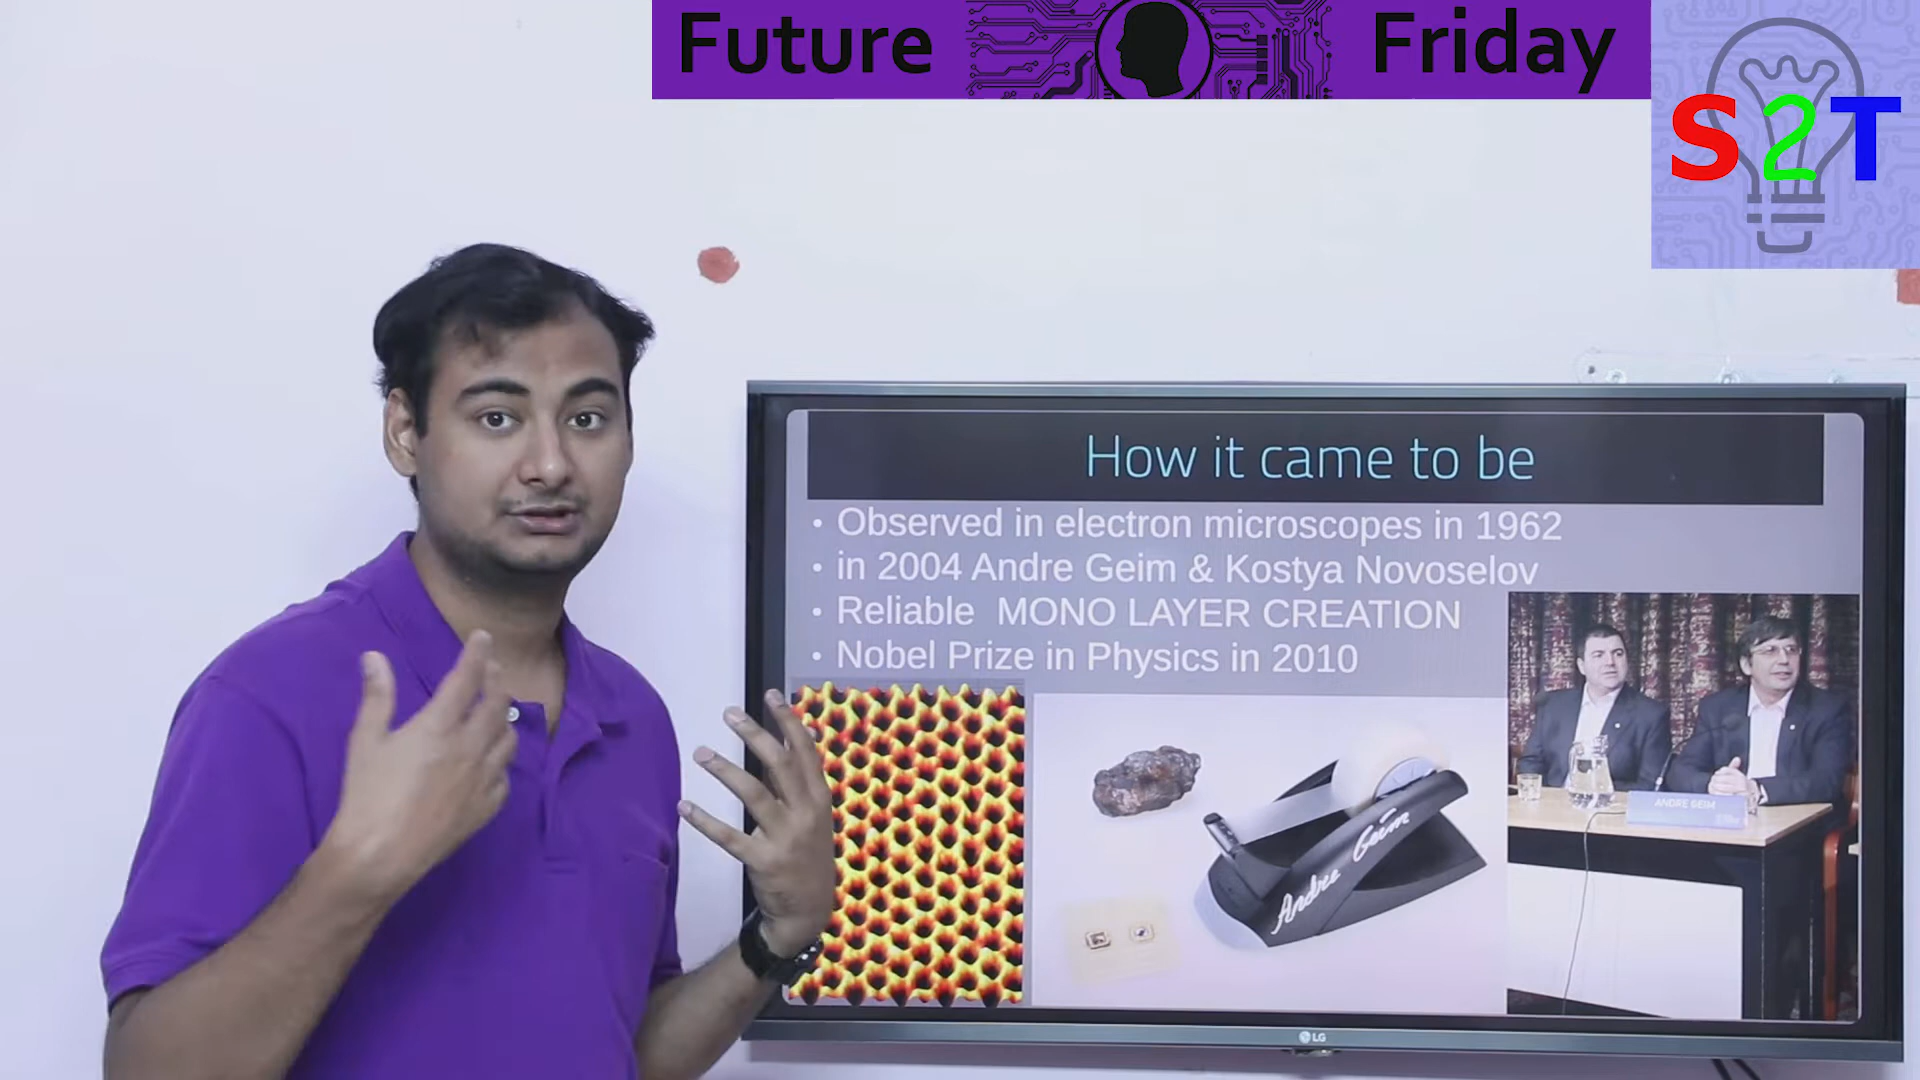 Future Friday
S2T
How it came to be
• Observed in electron microscopes in 1962
• in 2004 Andre Geim & Kostya Novoselov
• Reliable MONO LAYER CREATION
• Nobel Prize in Physics in 2010
Andre Geim
ANDRE GEIM
LG